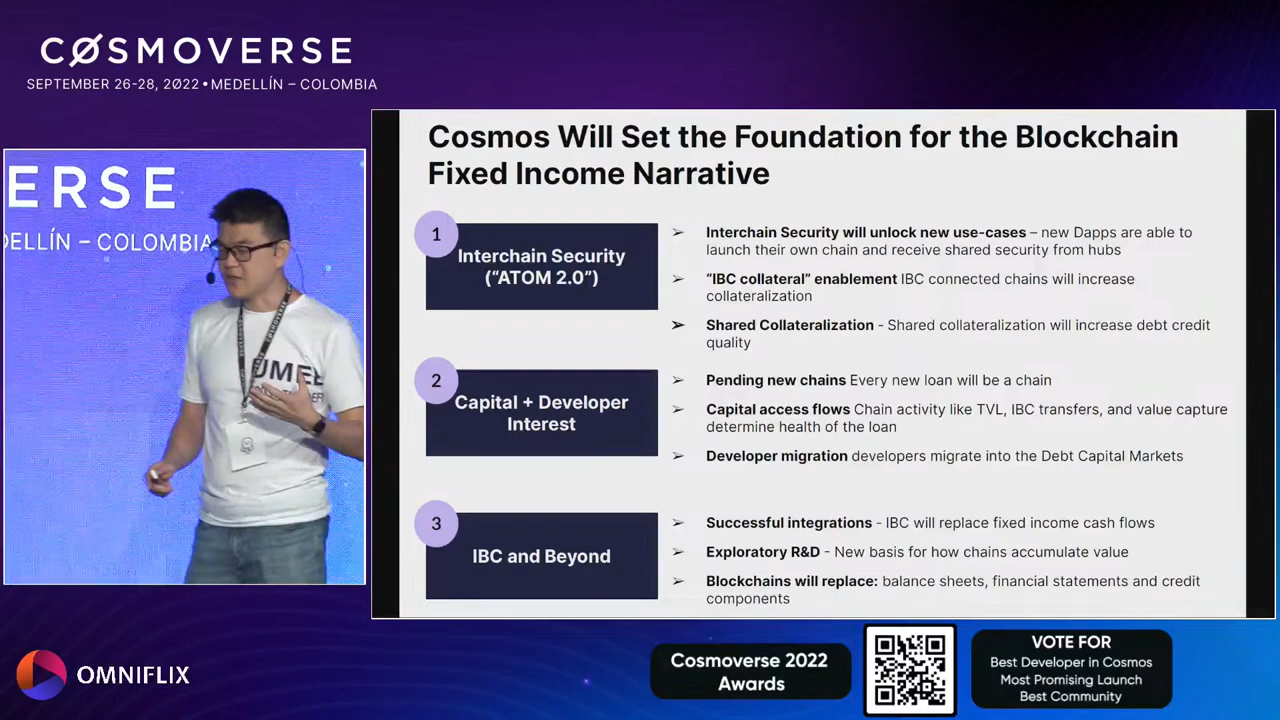 CØSMOVERSE
SEPTEMBER 26-28, 2Ø22 • MEDELLÍN – COLOMBIA
ERSE
DELLÍN – COLOMBIA
UMEE
Cosmos Will Set the Foundation for the Blockchain
Fixed Income Narrative
1
Interchain Security
(“ATOM 2.0”)
➢ Interchain Security will unlock new use-cases – new Dapps are able to
launch their own chain and receive shared security from hubs
➢ “IBC collateral” enablement IBC connected chains will increase
collateralization
➢ Shared Collateralization - Shared collateralization will increase debt credit
quality
2
Capital + Developer
Interest
➢ Pending new chains Every new loan will be a chain
➢ Capital access flows Chain activity like TVL, IBC transfers, and value capture
determine health of the loan
➢ Developer migration developers migrate into the Debt Capital Markets
3
IBC and Beyond
➢ Successful integrations - IBC will replace fixed income cash flows
➢ Exploratory R&D - New basis for how chains accumulate value
➢ Blockchains will replace: balance sheets, financial statements and credit
components
OMNIFLIX
Cosmoverse 2022
Awards
VOTE FOR
Best Developer in Cosmos
Most Promising Launch
Best Community